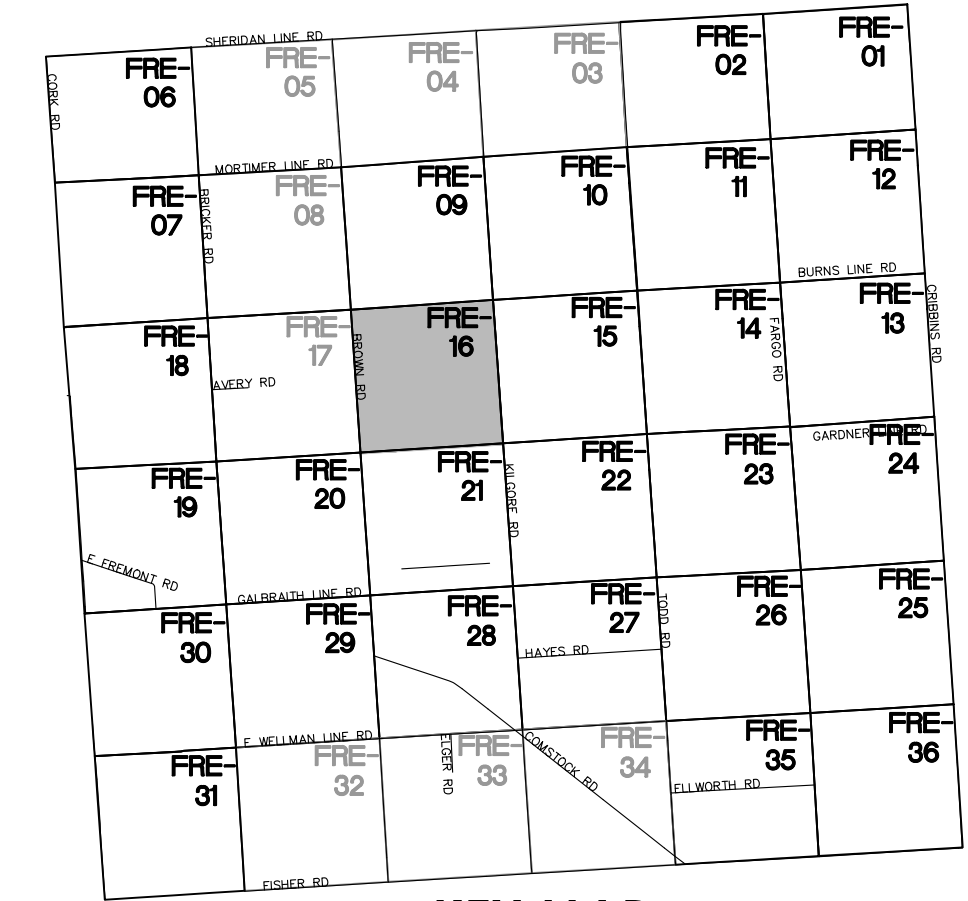 SHERIDAN LINE RD
CORK RD
FRE-
06
FRE-
05
FRE-
04
FRE-
03
FRE-
02
FRE-
01
MORTIMER LINE RD
FRE-
07
BRICKER RD
FRE-
08
FRE-
09
FRE-
10
FRE-
11
FRE-
12
BURNS LINE RD
FRE-
18
FRE-
17
AVERY RD
BROWN RD
FRE-
16
FRE-
15
FRE-
14
FARGO RD
FRE-
13
CRIBBINS RD
GARDNER LINE RD
FRE-
19
FRE-
20
FRE-
21
KILGORE RD
FRE-
22
FRE-
23
FRE-
24
E FREMONT RD
GALBRAITH LINE RD
FRE-
30
FRE-
29
FRE-
28
FRE-
27
HAYES RD
TODD RD
FRE-
26
FRE-
25
E WELLMAN LINE RD
FRE-
31
FRE-
32
ELGER RD
FRE-
33
COMSTOCK RD
FRE-
34
FRE-
35
ELLWORTH RD
FRE-
36
FISHER RD